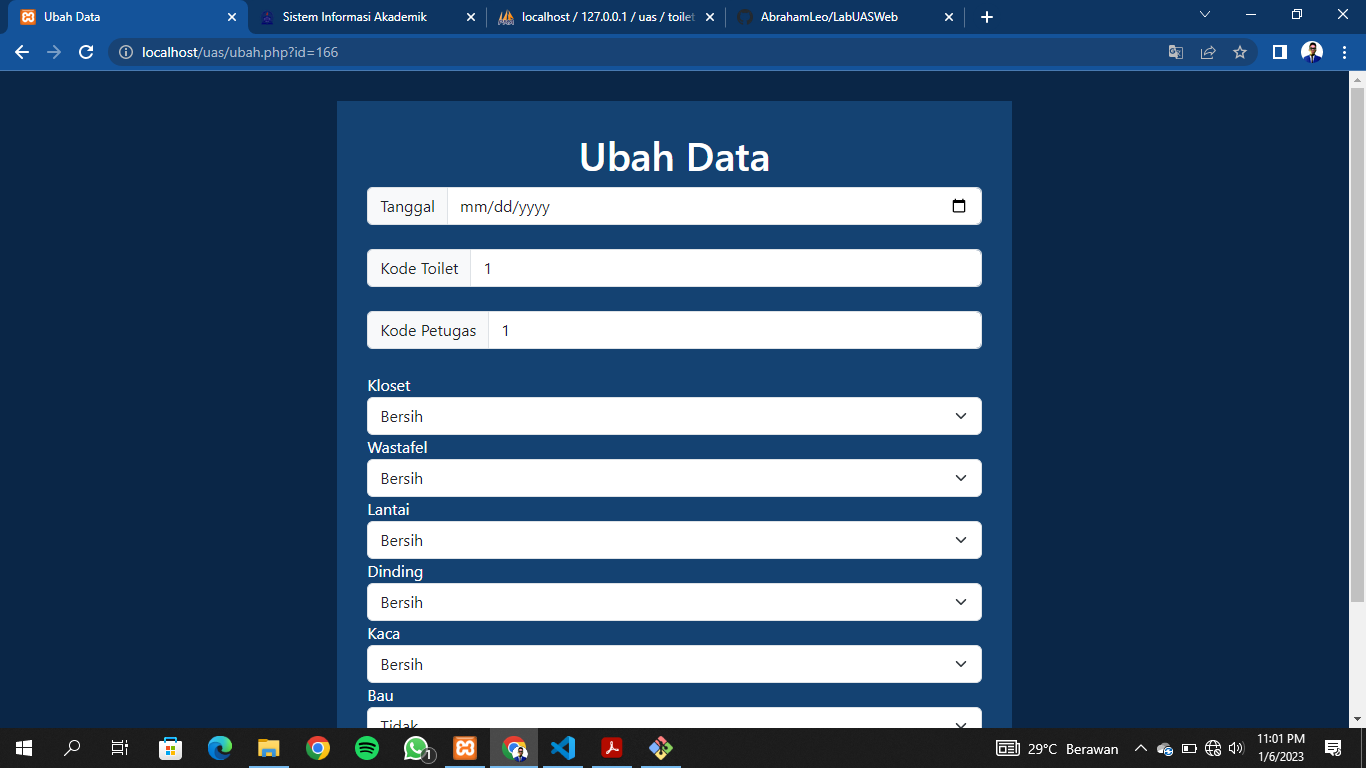 Ubah Data
Sistem Informasi Akademik
localhost / 127.0.0.1 / uas / toilet
AbrahamLeo/LabUASWeb
localhost/uas/ubah.php?id=166
Ubah Data
Tanggal mm/dd/yyyy
Kode Toilet 1
Kode Petugas 1
Kloset
Bersih
Wastafel
Bersih
Lantai
Bersih
Dinding
Bersih
Kaca
Bersih
Bau
Tidak
1
29°C Berawan
11:01 PM
1/6/2023